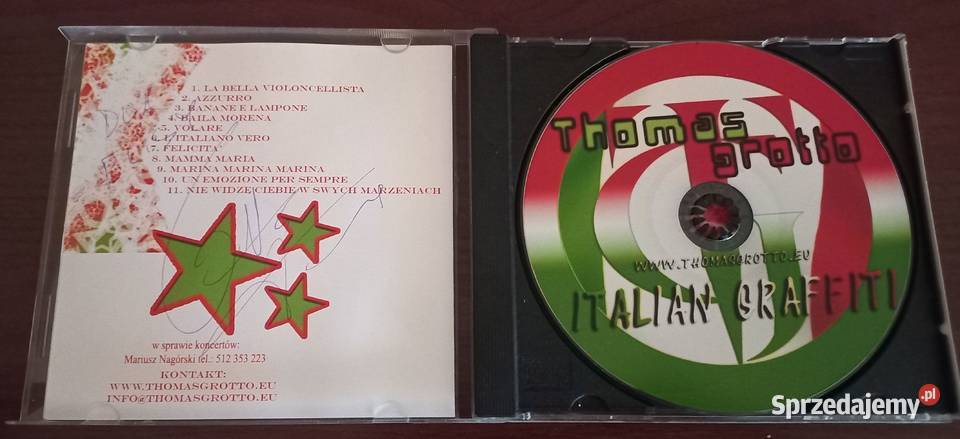 1. LA BELLA VIOLONCELLISTA
2. AZZURRO
3. BANANE E LAMPONE
4. BAILA MORENA
5. VOLARE
6. L'ITALIANO VERO
7. FELICITA'
8. MAMMA MARIA
9. MARINA MARINA MARINA
10. UN EMOZIONE PER SEMPRE
11. NIE WIDZĘ CIEBIE W SWYCH MARZENIACH
w sprawie koncertów:
Mariusz Nagórski tel.: 512 353 223
KONTAKT:
WWW.THOMASGROTTO.EU
INFO@THOMASGROTTO.EU
Thomas
grotto
WWW.THOMASGROTTO.EU
ITALIAN GRAFFITI
Sprzedajemy.pl